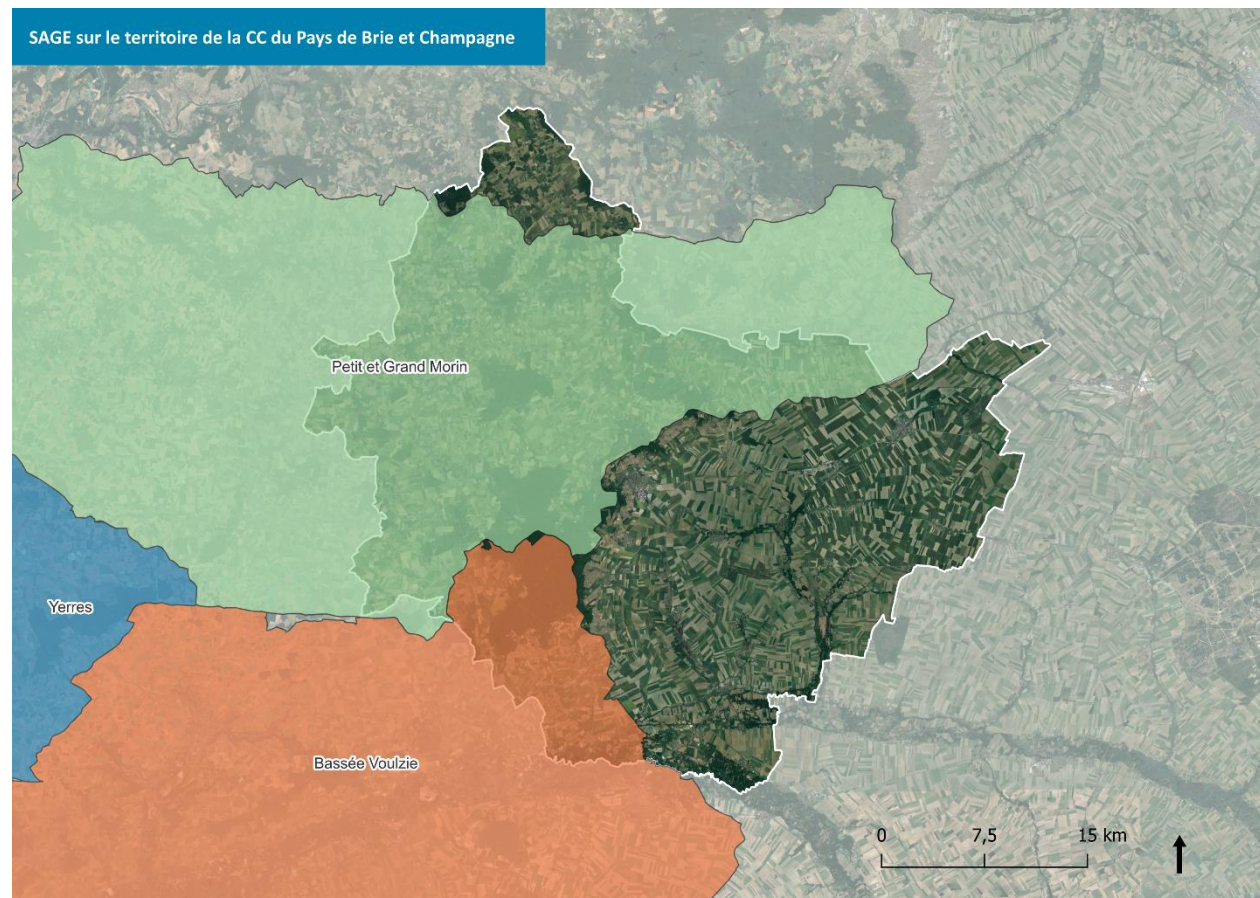 SAGE sur le territoire de la CC du Pays de Brie et Champagne
Petit et Grand Morin
Yerres
Bassée Voulzie
0 7,5 15 km